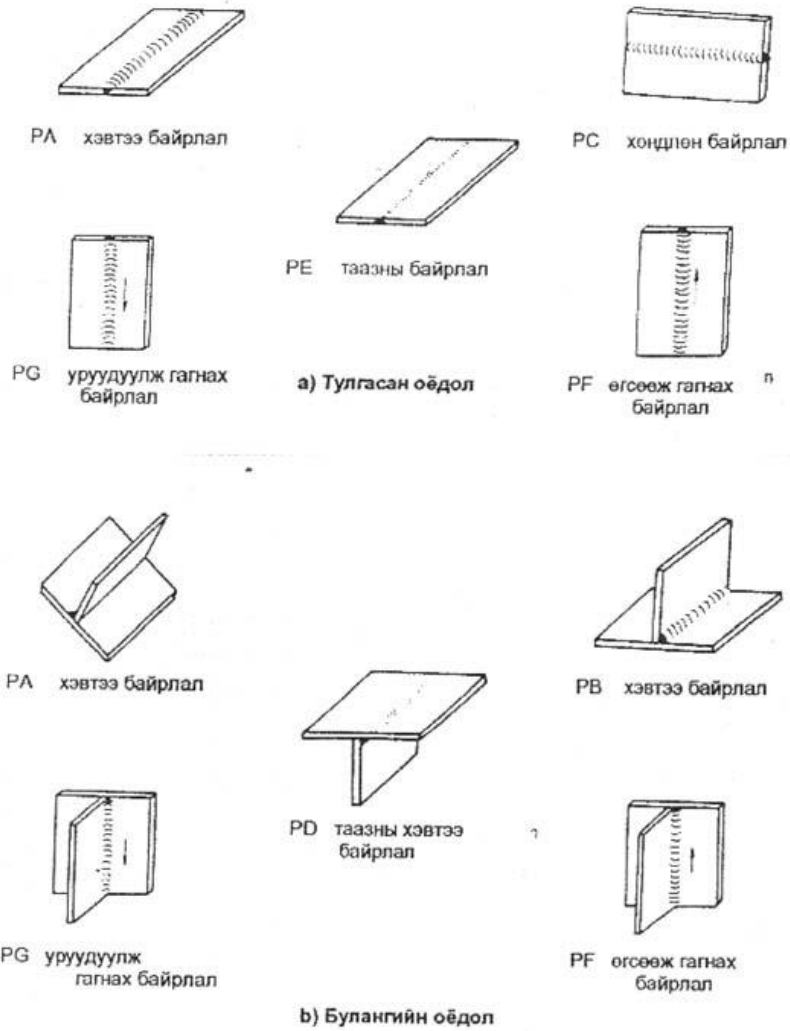 PA хэвтээ байрлал
PC хөндлөн байрлал
PE таазны байрлал
PG уруудуулж гагнах
байрлал
a) Тулгасан оёдол
PF өгсөөж гагнах
байрлал
PA хэвтээ байрлал
PB хэвтээ байрлал
PD таазны хэвтээ
байрлал
PG уруудуулж
гагнах байрлал
PF өгсөөж гагнах
байрлал
b) Булангийн оёдол